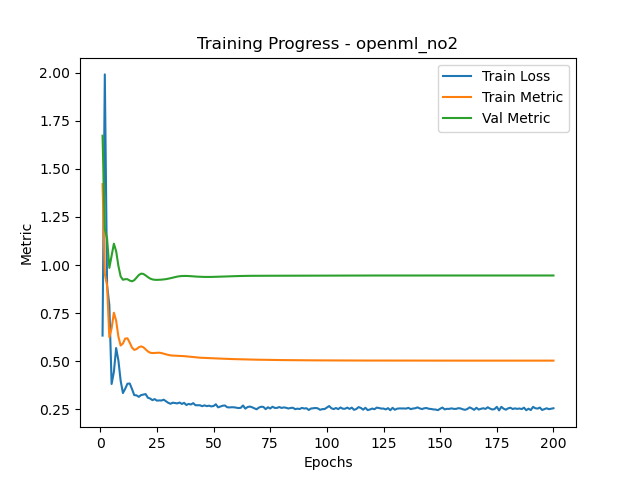 Training Progress - openml_no2
Train Loss
Train Metric
Val Metric
2.00
1.75
1.50
1.25
1.00
0.75
0.50
0.25
Metric
0
25
50
75
100
125
150
175
200
Epochs